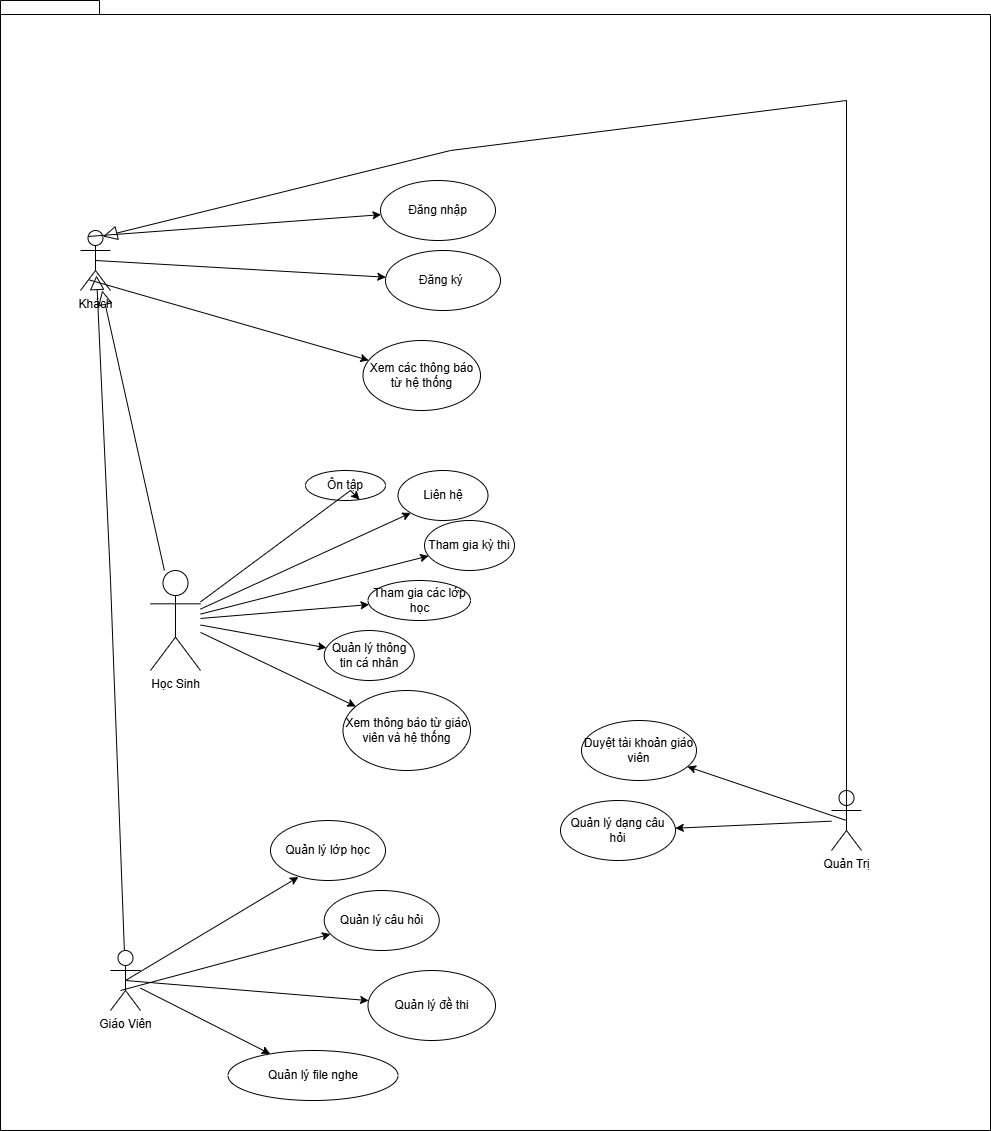 Đăng nhập
Đăng ký
Khách
Xem các thông báo
từ hệ thống
Ôn tập
Liên hệ
Tham gia kỳ thi
Tham gia các lớp
học
Quản lý thông
tin cá nhân
Học Sinh
Xem thông báo từ giáo
viên và hệ thống
Duyệt tài khoản giáo
viên
Quản lý dạng câu
hỏi
Quản Trị
Quản lý lớp học
Quản lý câu hỏi
Quản lý đề thi
Giáo Viên
Quản lý file nghe